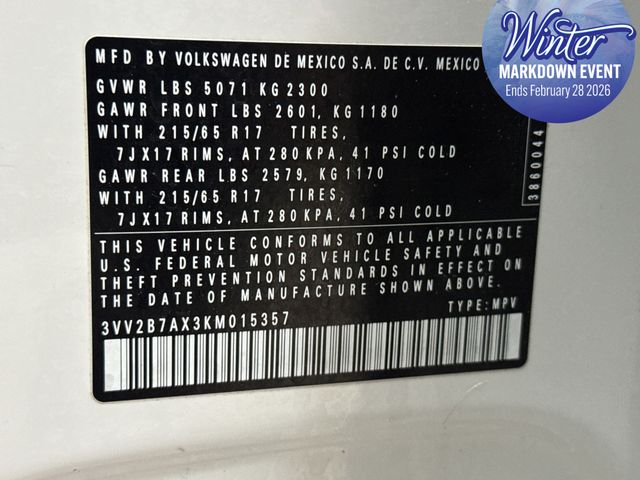 MFD BY VOLKSWAGEN DE MEXICO S.A. DE C.V. MEXICO
GVWR LBS 5071 KG 2300
GAWR FRONT LBS 2601, KG 1180
WITH 215/65 R17 TIRES,
7JX17 RIMS, AT 280 KPA, 41 PSI COLD
GAWR REAR LBS 2579, KG 1170
WITH 215/65 R17 TIRES,
7JX17 RIMS, AT 280 KPA, 41 PSI COLD
3860044
THIS VEHICLE CONFORMS TO ALL APPLICABLE
U.S. FEDERAL MOTOR VEHICLE SAFETY AND
THEFT PREVENTION STANDARDS IN EFFECT ON
THE DATE OF MANUFACTURE SHOWN ABOVE.
3VV2B7AX3KM015357 TYPE: MPV
Winter
MARKDOWN EVENT
Ends February 28 2026